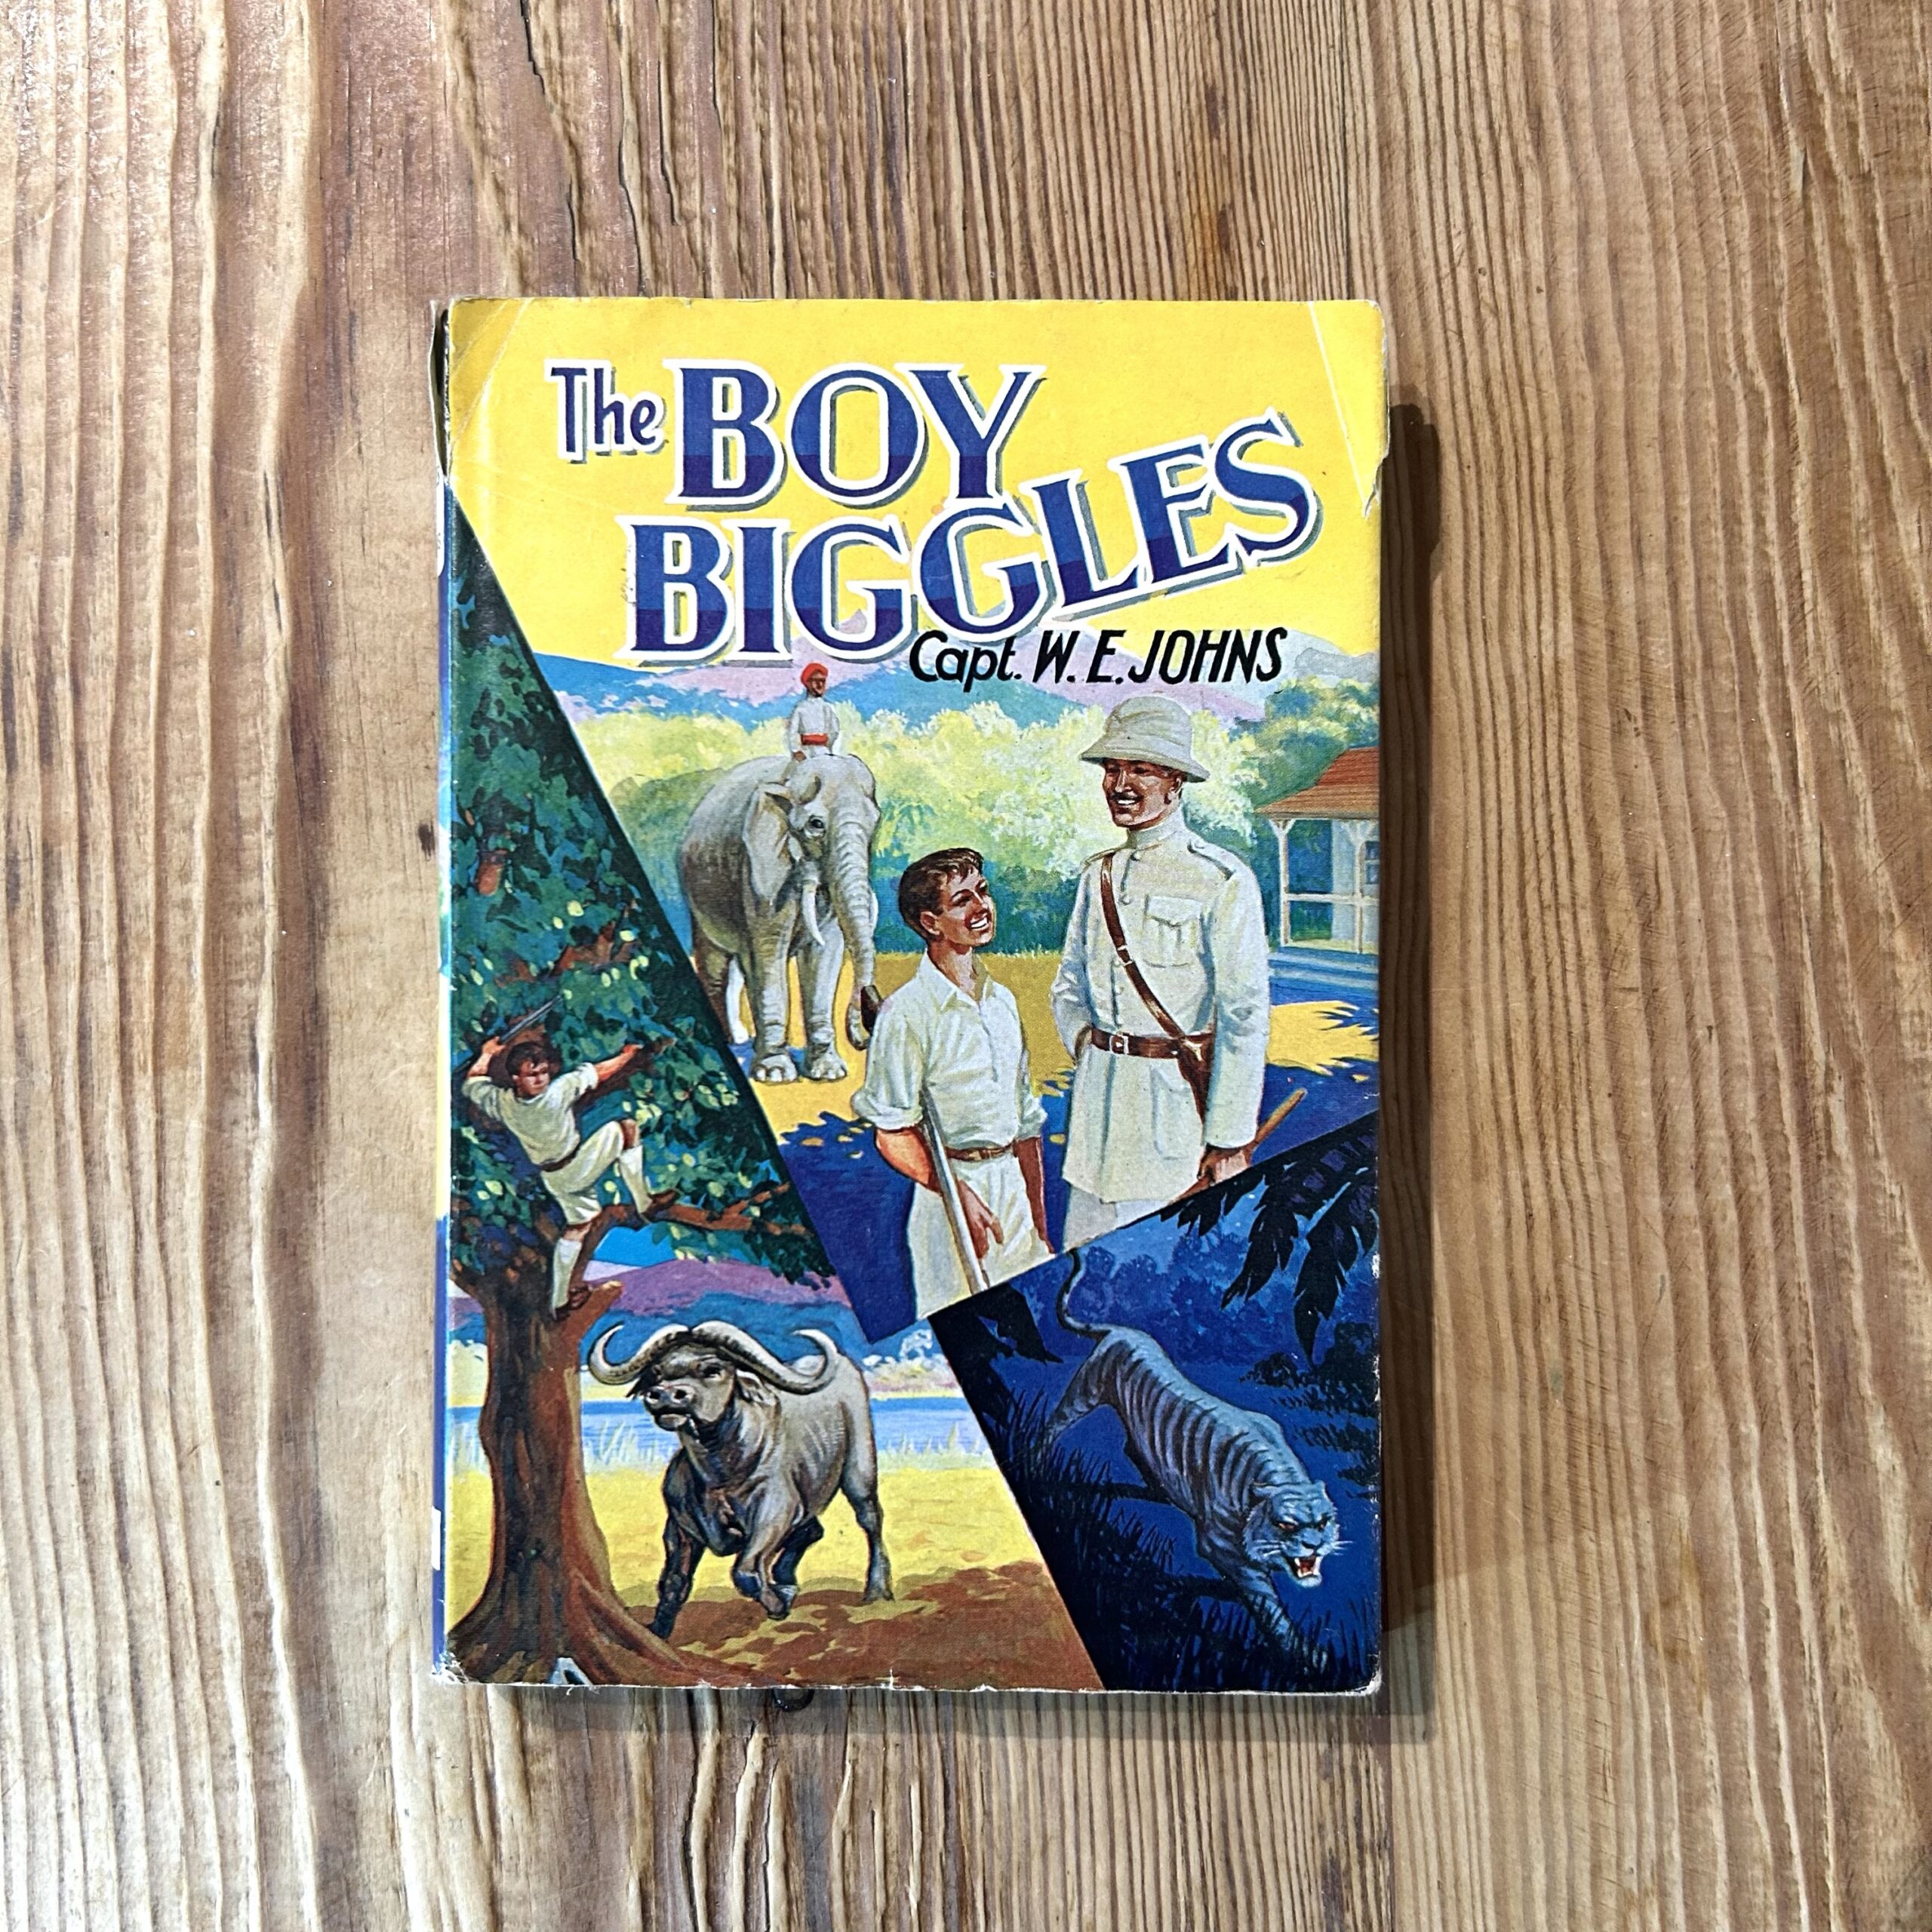 The BOY
BIGGLES
Capt. W. E. JOHNS